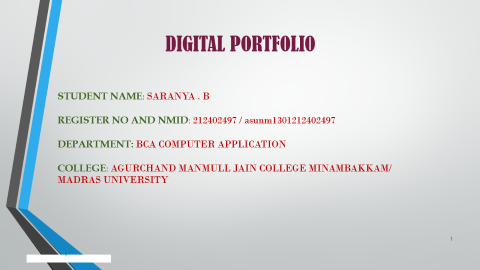 DIGITAL PORTFOLIO
STUDENT NAME: SARANYA . B
REGISTER NO AND NMID: 212402497 / asunm1301212402497
DEPARTMENT: BCA COMPUTER APPLICATION
COLLEGE: AGURCHAND MANMULL JAIN COLLEGE MINAMBAKKAM/
MADRAS UNIVERSITY
1